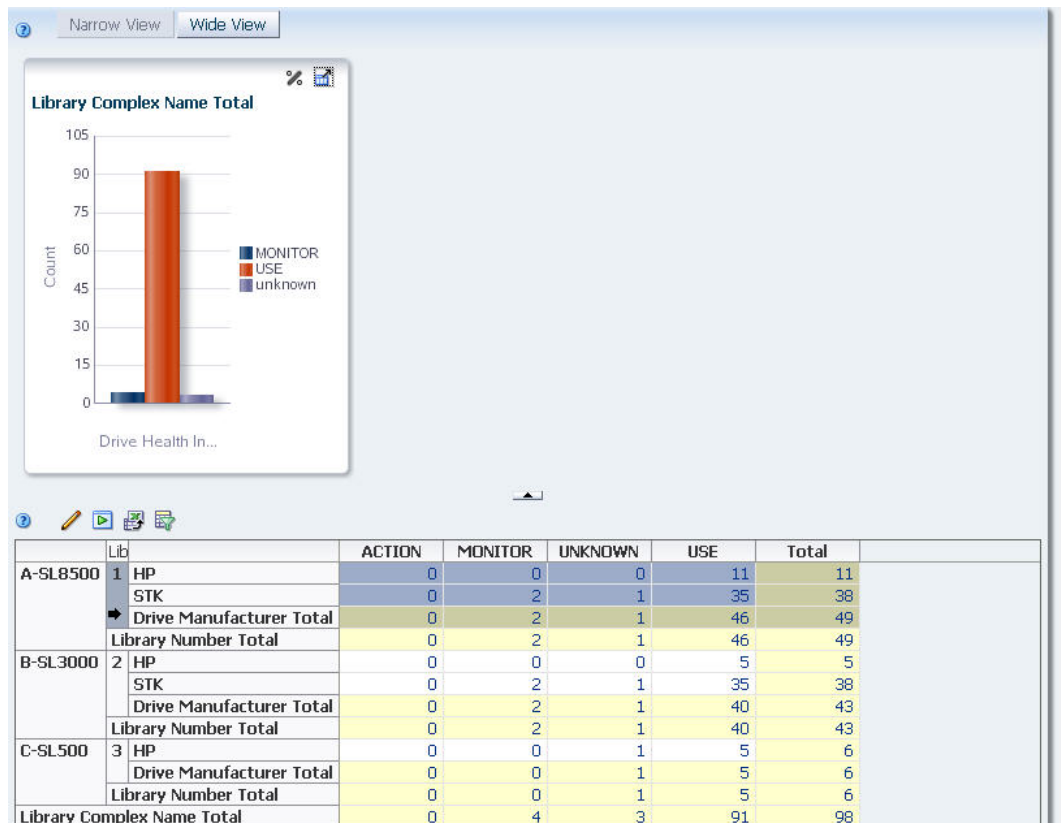 Narrow View Wide View
Library Complex Name Total
105
90
75
60
45
30
15
0
Count
MONITOR
USE
unknown
Drive Health In...
Lib ACTION MONITOR UNKNOWN USE Total
A-SL8500 1 HP 0 0 0 11 11
STK 0 2 1 35 38
Drive Manufacturer Total 0 2 1 46 49
Library Number Total 0 2 1 46 49
B-SL3000 2 HP 0 0 0 5 5
STK 0 2 1 35 38
Drive Manufacturer Total 0 2 1 40 43
Library Number Total 0 2 1 40 43
C-SL500 3 HP 0 0 1 5 6
Drive Manufacturer Total 0 0 1 5 6
Library Number Total 0 0 1 5 6
Library Complex Name Total 0 4 3 91 98